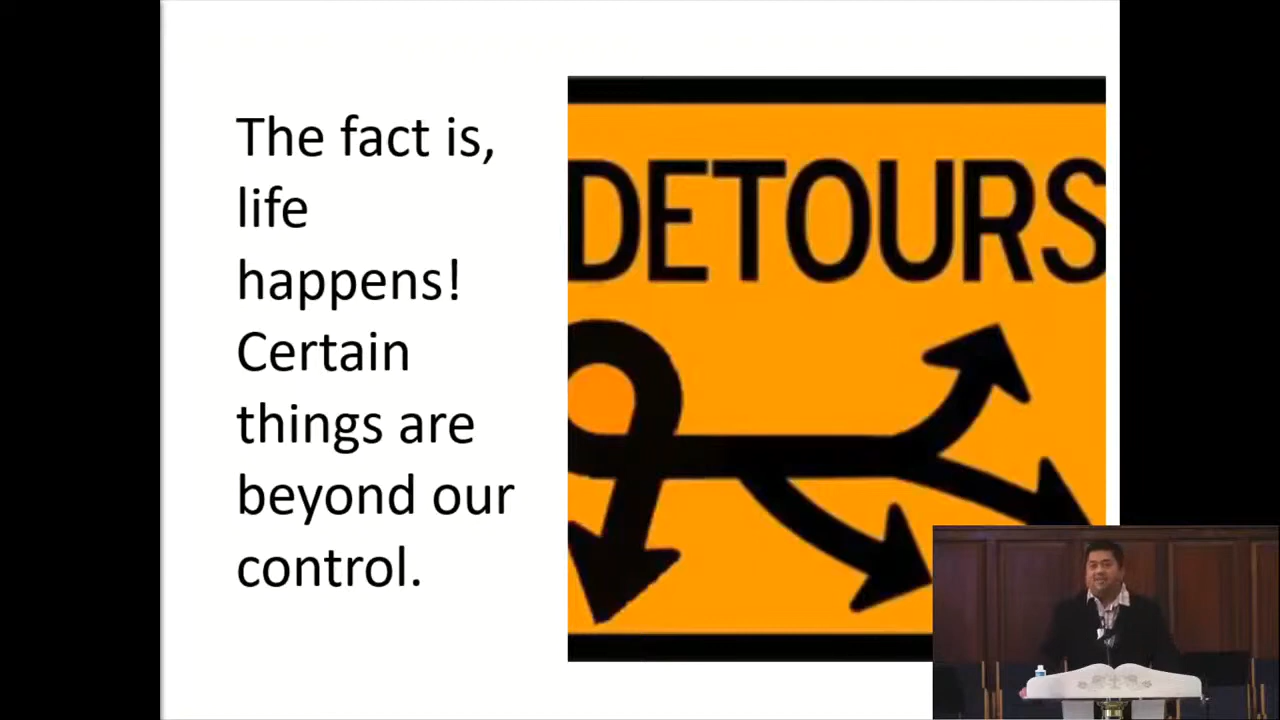 The fact is,
life
happens!
Certain
things are
beyond our
control.
DETOURS